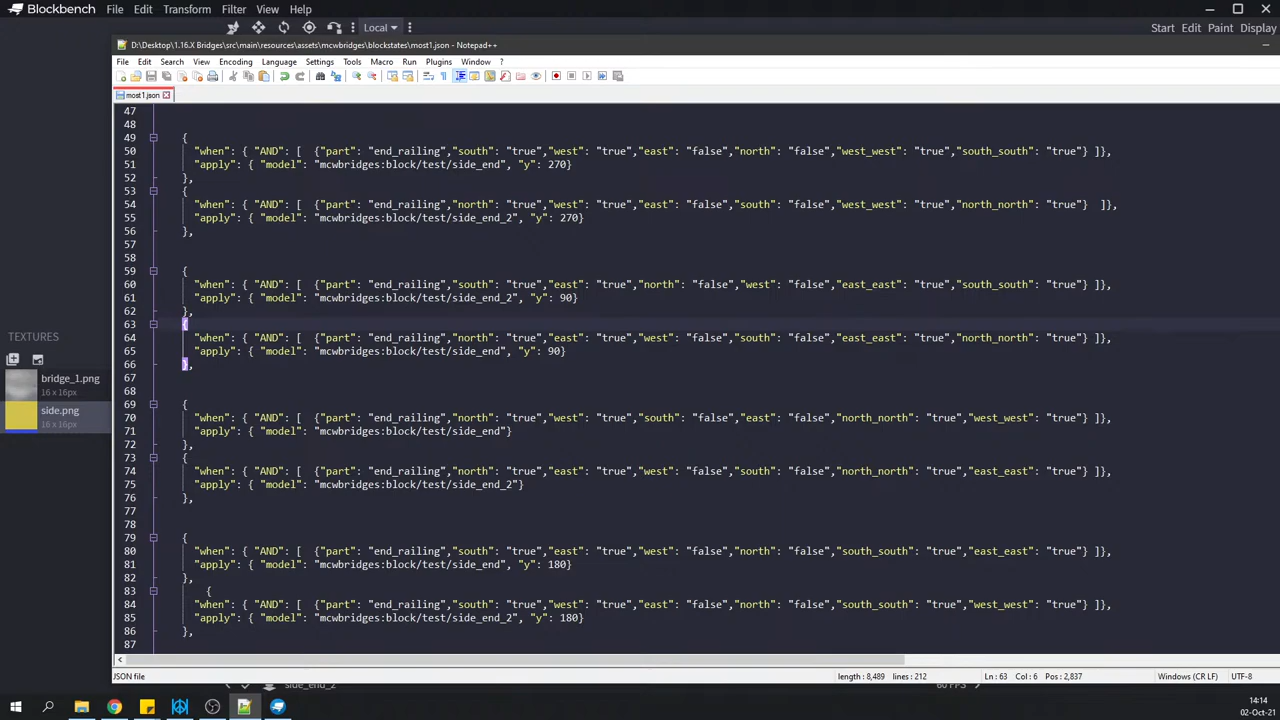 Blockbench File Edit Transform Filter View Help
Local
Start Edit Paint Display
D:\Desktop\1.16.X Bridges\src\main\resources\assets\mcwbridges\blockstates\most1.json - Notepad++
File Edit Search View Encoding Language Settings Tools Macro Run Plugins Window ?
most1.json
47
48
49 {
50 "when": { "AND": [ {"part": "end_railing","south": "true","west": "true","east": "false","north": "false","west_west": "true","south_south": "true"} ]},
51 "apply": { "model": "mcwbridges:block/test/side_end", "y": 270}
52 },
53 {
54 "when": { "AND": [ {"part": "end_railing","north": "true","west": "true","east": "false","south": "false","west_west": "true","north_north": "true"} ]},
55 "apply": { "model": "mcwbridges:block/test/side_end_2", "y": 270}
56 },
57
58
59 {
60 "when": { "AND": [ {"part": "end_railing","south": "true","east": "true","north": "false","west": "false","east_east": "true","south_south": "true"} ]},
61 "apply": { "model": "mcwbridges:block/test/side_end_2", "y": 90}
62 },
63 {
64 "when": { "AND": [ {"part": "end_railing","north": "true","east": "true","west": "false","south": "false","east_east": "true","north_north": "true"} ]},
65 "apply": { "model": "mcwbridges:block/test/side_end", "y": 90}
66 },
67
68
69 {
70 "when": { "AND": [ {"part": "end_railing","north": "true","west": "true","south": "false","east": "false","north_north": "true","west_west": "true"} ]},
71 "apply": { "model": "mcwbridges:block/test/side_end"}
72 },
73 {
74 "when": { "AND": [ {"part": "end_railing","north": "true","east": "true","west": "false","south": "false","north_north": "true","east_east": "true"} ]},
75 "apply": { "model": "mcwbridges:block/test/side_end_2"}
76 },
77
78
79 {
80 "when": { "AND": [ {"part": "end_railing","south": "true","east": "true","west": "false","north": "false","south_south": "true","east_east": "true"} ]},
81 "apply": { "model": "mcwbridges:block/test/side_end", "y": 180}
82 },
83 {
84 "when": { "AND": [ {"part": "end_railing","south": "true","west": "true","east": "false","north": "false","south_south": "true","west_west": "true"} ]},
85 "apply": { "model": "mcwbridges:block/test/side_end_2", "y": 180}
86 },
87
TEXTURES
bridge_1.png
16 x 16px
side.png
16 x 16px
JSON file length : 8,489 lines : 212 Ln : 63 Col : 6 Pos : 2,837 Windows (CR LF) UTF-8
side_end_2
60 FPS
14:14
02-Oct-21